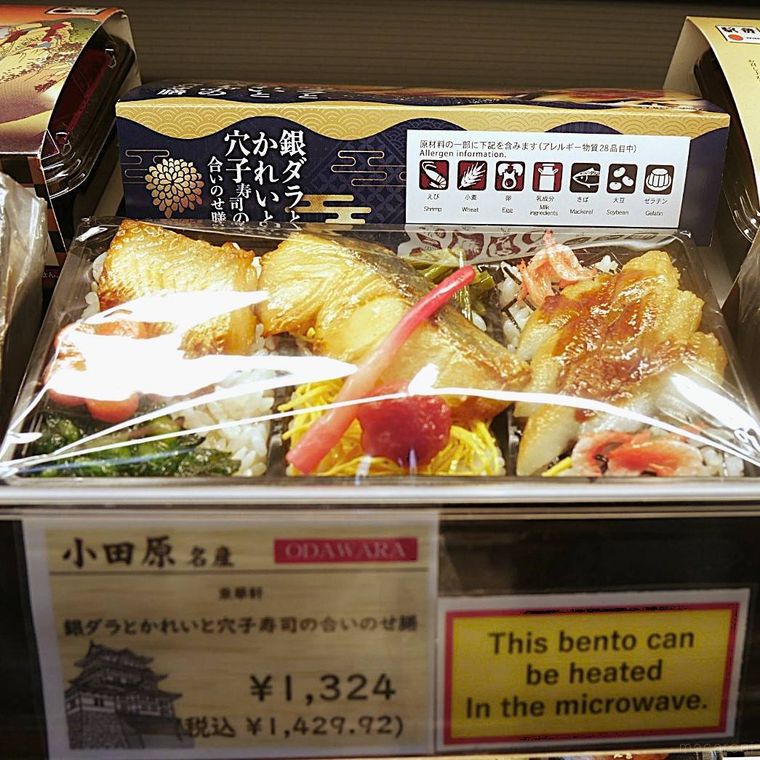 駅弁
銀ダラと
かれいと
穴子寿司の
合いのせ膳
原材料の一部に下記を含みます(アレルギー物質28品目中)
Allergen information.
えび 小麦 卵 乳成分 さば 大豆 ゼラチン
Shrimp Wheat Egg Milk ingredients Mackerel Soybean Gelatin
小田原 名産 ODAWARA
東華軒
銀ダラとかれいと穴子寿司の合いのせ膳
¥1,324
(税込 ¥1,429.92)
This bento can
be heated
In the microwave.